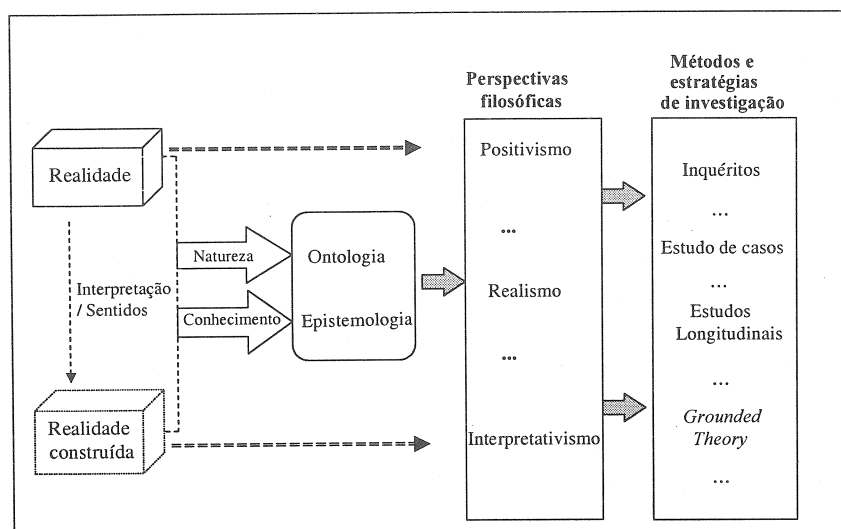 Realidade
Interpretação
/ Sentidos
Realidade
construída
Natureza
Conhecimento
Ontologia
Epistemologia
Perspectivas
filosóficas
Positivismo
...
Realismo
...
Interpretativismo
Métodos e
estratégias
de investigação
Inquéritos
...
Estudo de casos
...
Estudos
Longitudinais
...
Grounded
Theory
...